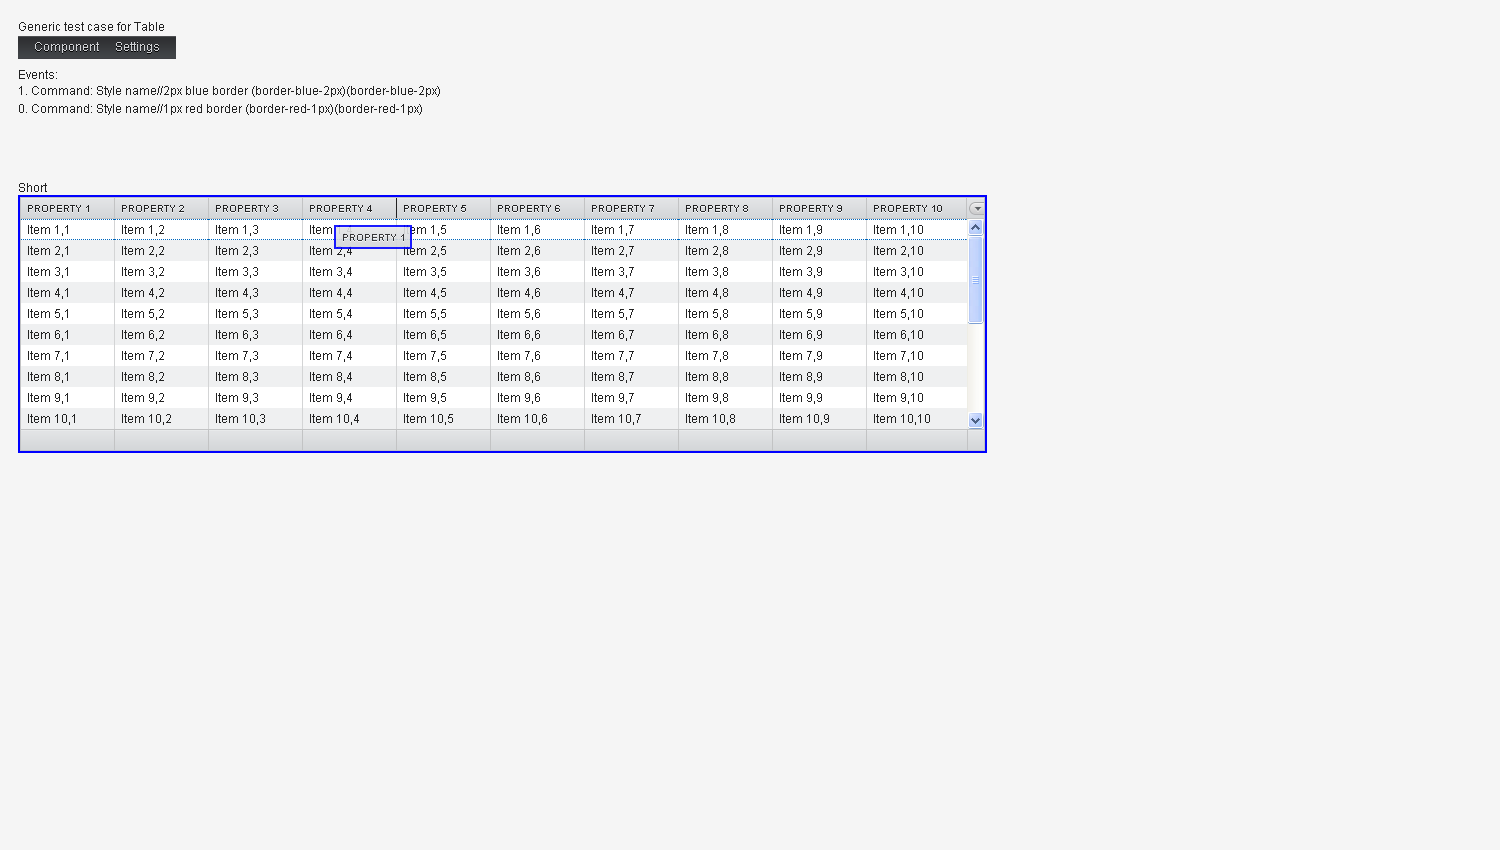 Generic test case for Table
Component Settings
Events:
1. Command: Style name//2px blue border (border-blue-2px)(border-blue-2px)
0. Command: Style name//1px red border (border-red-1px)(border-red-1px)
Short
PROPERTY 1 PROPERTY 2 PROPERTY 3 PROPERTY 4 PROPERTY 5 PROPERTY 6 PROPERTY 7 PROPERTY 8 PROPERTY 9 PROPERTY 10
Item 1,1 Item 1,2 Item 1,3 Item Item 1,5 Item 1,6 Item 1,7 Item 1,8 Item 1,9 Item 1,10
PROPERTY 1
Item 2,1 Item 2,2 Item 2,3 Item 2,4 Item 2,5 Item 2,6 Item 2,7 Item 2,8 Item 2,9 Item 2,10
Item 3,1 Item 3,2 Item 3,3 Item 3,4 Item 3,5 Item 3,6 Item 3,7 Item 3,8 Item 3,9 Item 3,10
Item 4,1 Item 4,2 Item 4,3 Item 4,4 Item 4,5 Item 4,6 Item 4,7 Item 4,8 Item 4,9 Item 4,10
Item 5,1 Item 5,2 Item 5,3 Item 5,4 Item 5,5 Item 5,6 Item 5,7 Item 5,8 Item 5,9 Item 5,10
Item 6,1 Item 6,2 Item 6,3 Item 6,4 Item 6,5 Item 6,6 Item 6,7 Item 6,8 Item 6,9 Item 6,10
Item 7,1 Item 7,2 Item 7,3 Item 7,4 Item 7,5 Item 7,6 Item 7,7 Item 7,8 Item 7,9 Item 7,10
Item 8,1 Item 8,2 Item 8,3 Item 8,4 Item 8,5 Item 8,6 Item 8,7 Item 8,8 Item 8,9 Item 8,10
Item 9,1 Item 9,2 Item 9,3 Item 9,4 Item 9,5 Item 9,6 Item 9,7 Item 9,8 Item 9,9 Item 9,10
Item 10,1 Item 10,2 Item 10,3 Item 10,4 Item 10,5 Item 10,6 Item 10,7 Item 10,8 Item 10,9 Item 10,10